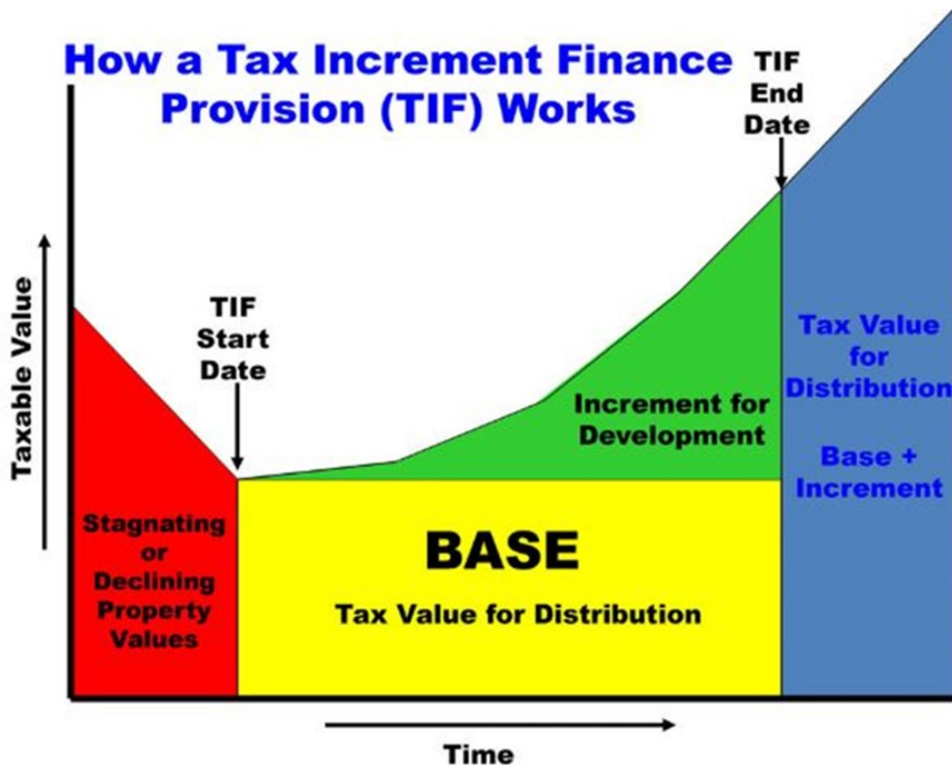 How a Tax Increment Finance
Provision (TIF) Works
TIF
End
Date
Taxable Value
TIF
Start
Date
Tax Value
for
Distribution
Base +
Increment
Increment for
Development
Stagnating
or
Declining
Property
Values
BASE
Tax Value for Distribution
Time